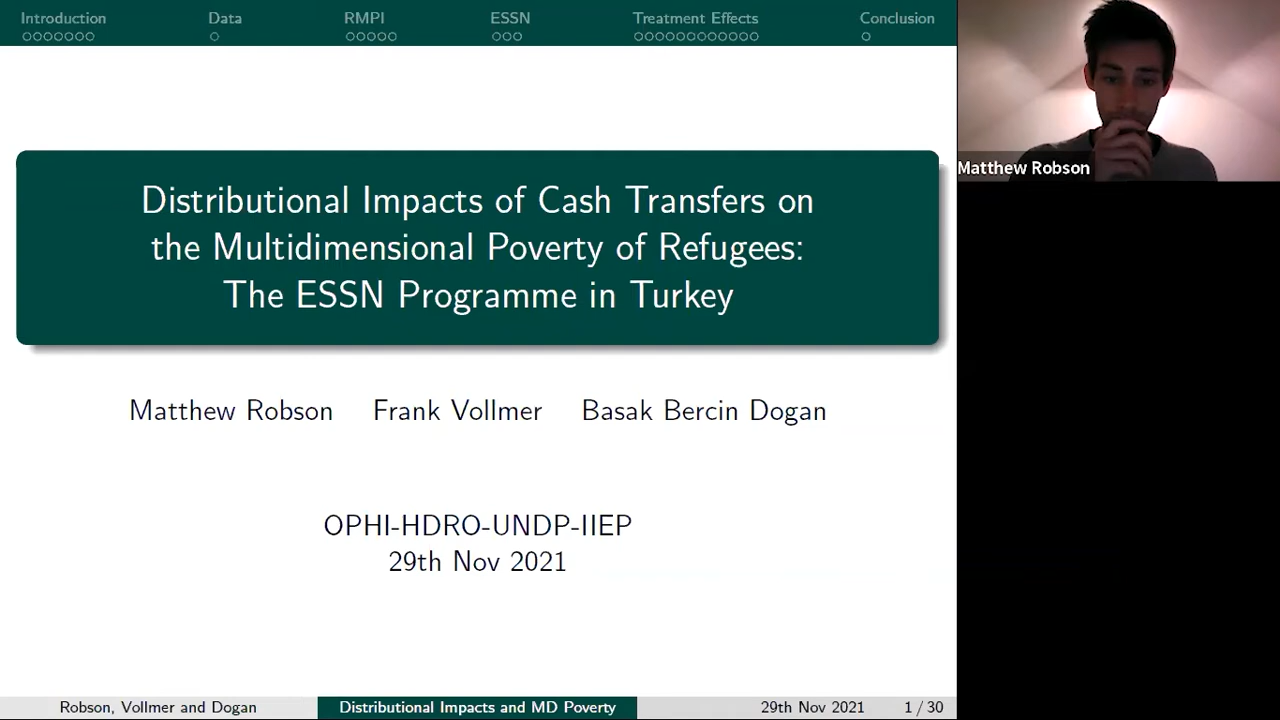 Introduction Data RMPI ESSN Treatment Effects Conclusion
Distributional Impacts of Cash Transfers on
the Multidimensional Poverty of Refugees:
The ESSN Programme in Turkey
Matthew Robson Frank Vollmer Basak Bercin Dogan
OPHI-HDRO-UNDP-IIEP
29th Nov 2021
Robson, Vollmer and Dogan Distributional Impacts and MD Poverty 29th Nov 2021 1 / 30
Matthew Robson